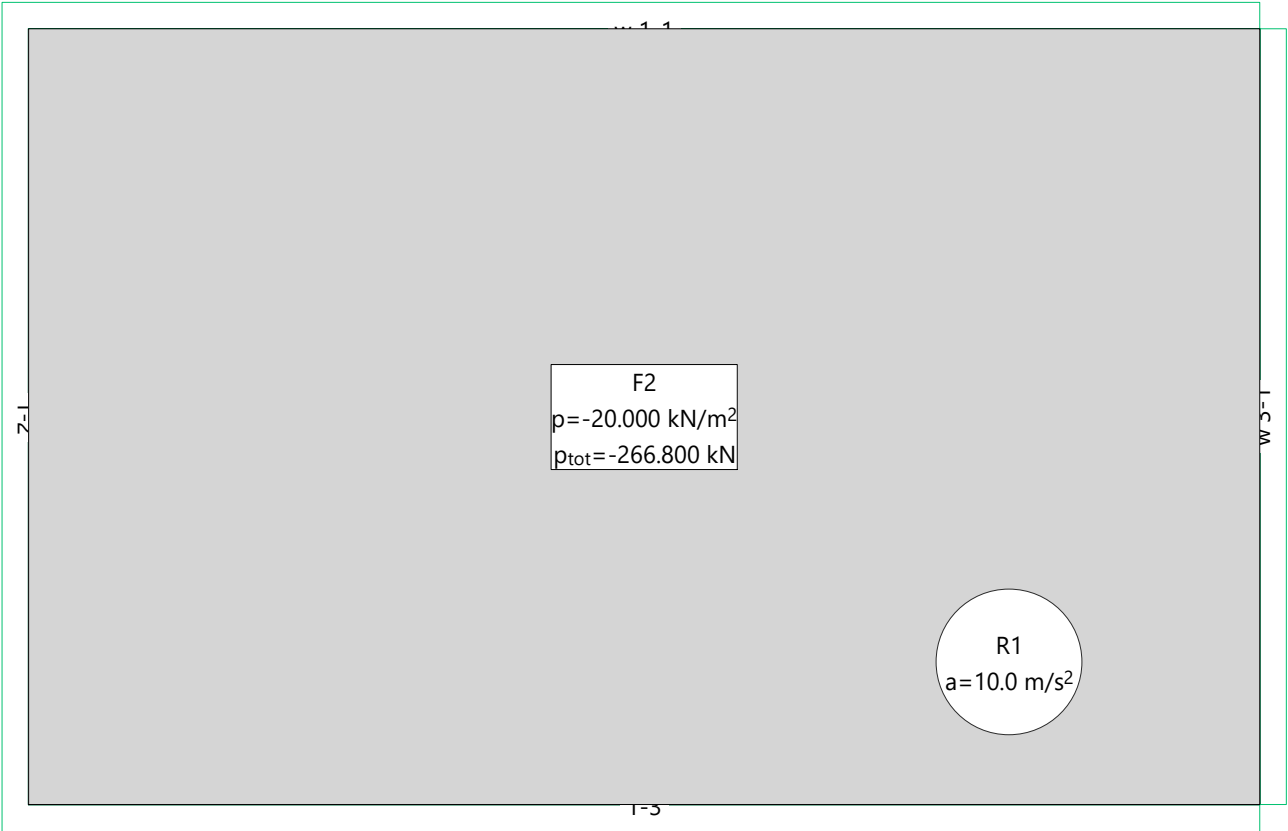 F2
p=-20.000 kN/m²
pₜₒₜ=-266.800 kN
R1
a=10.0 m/s²